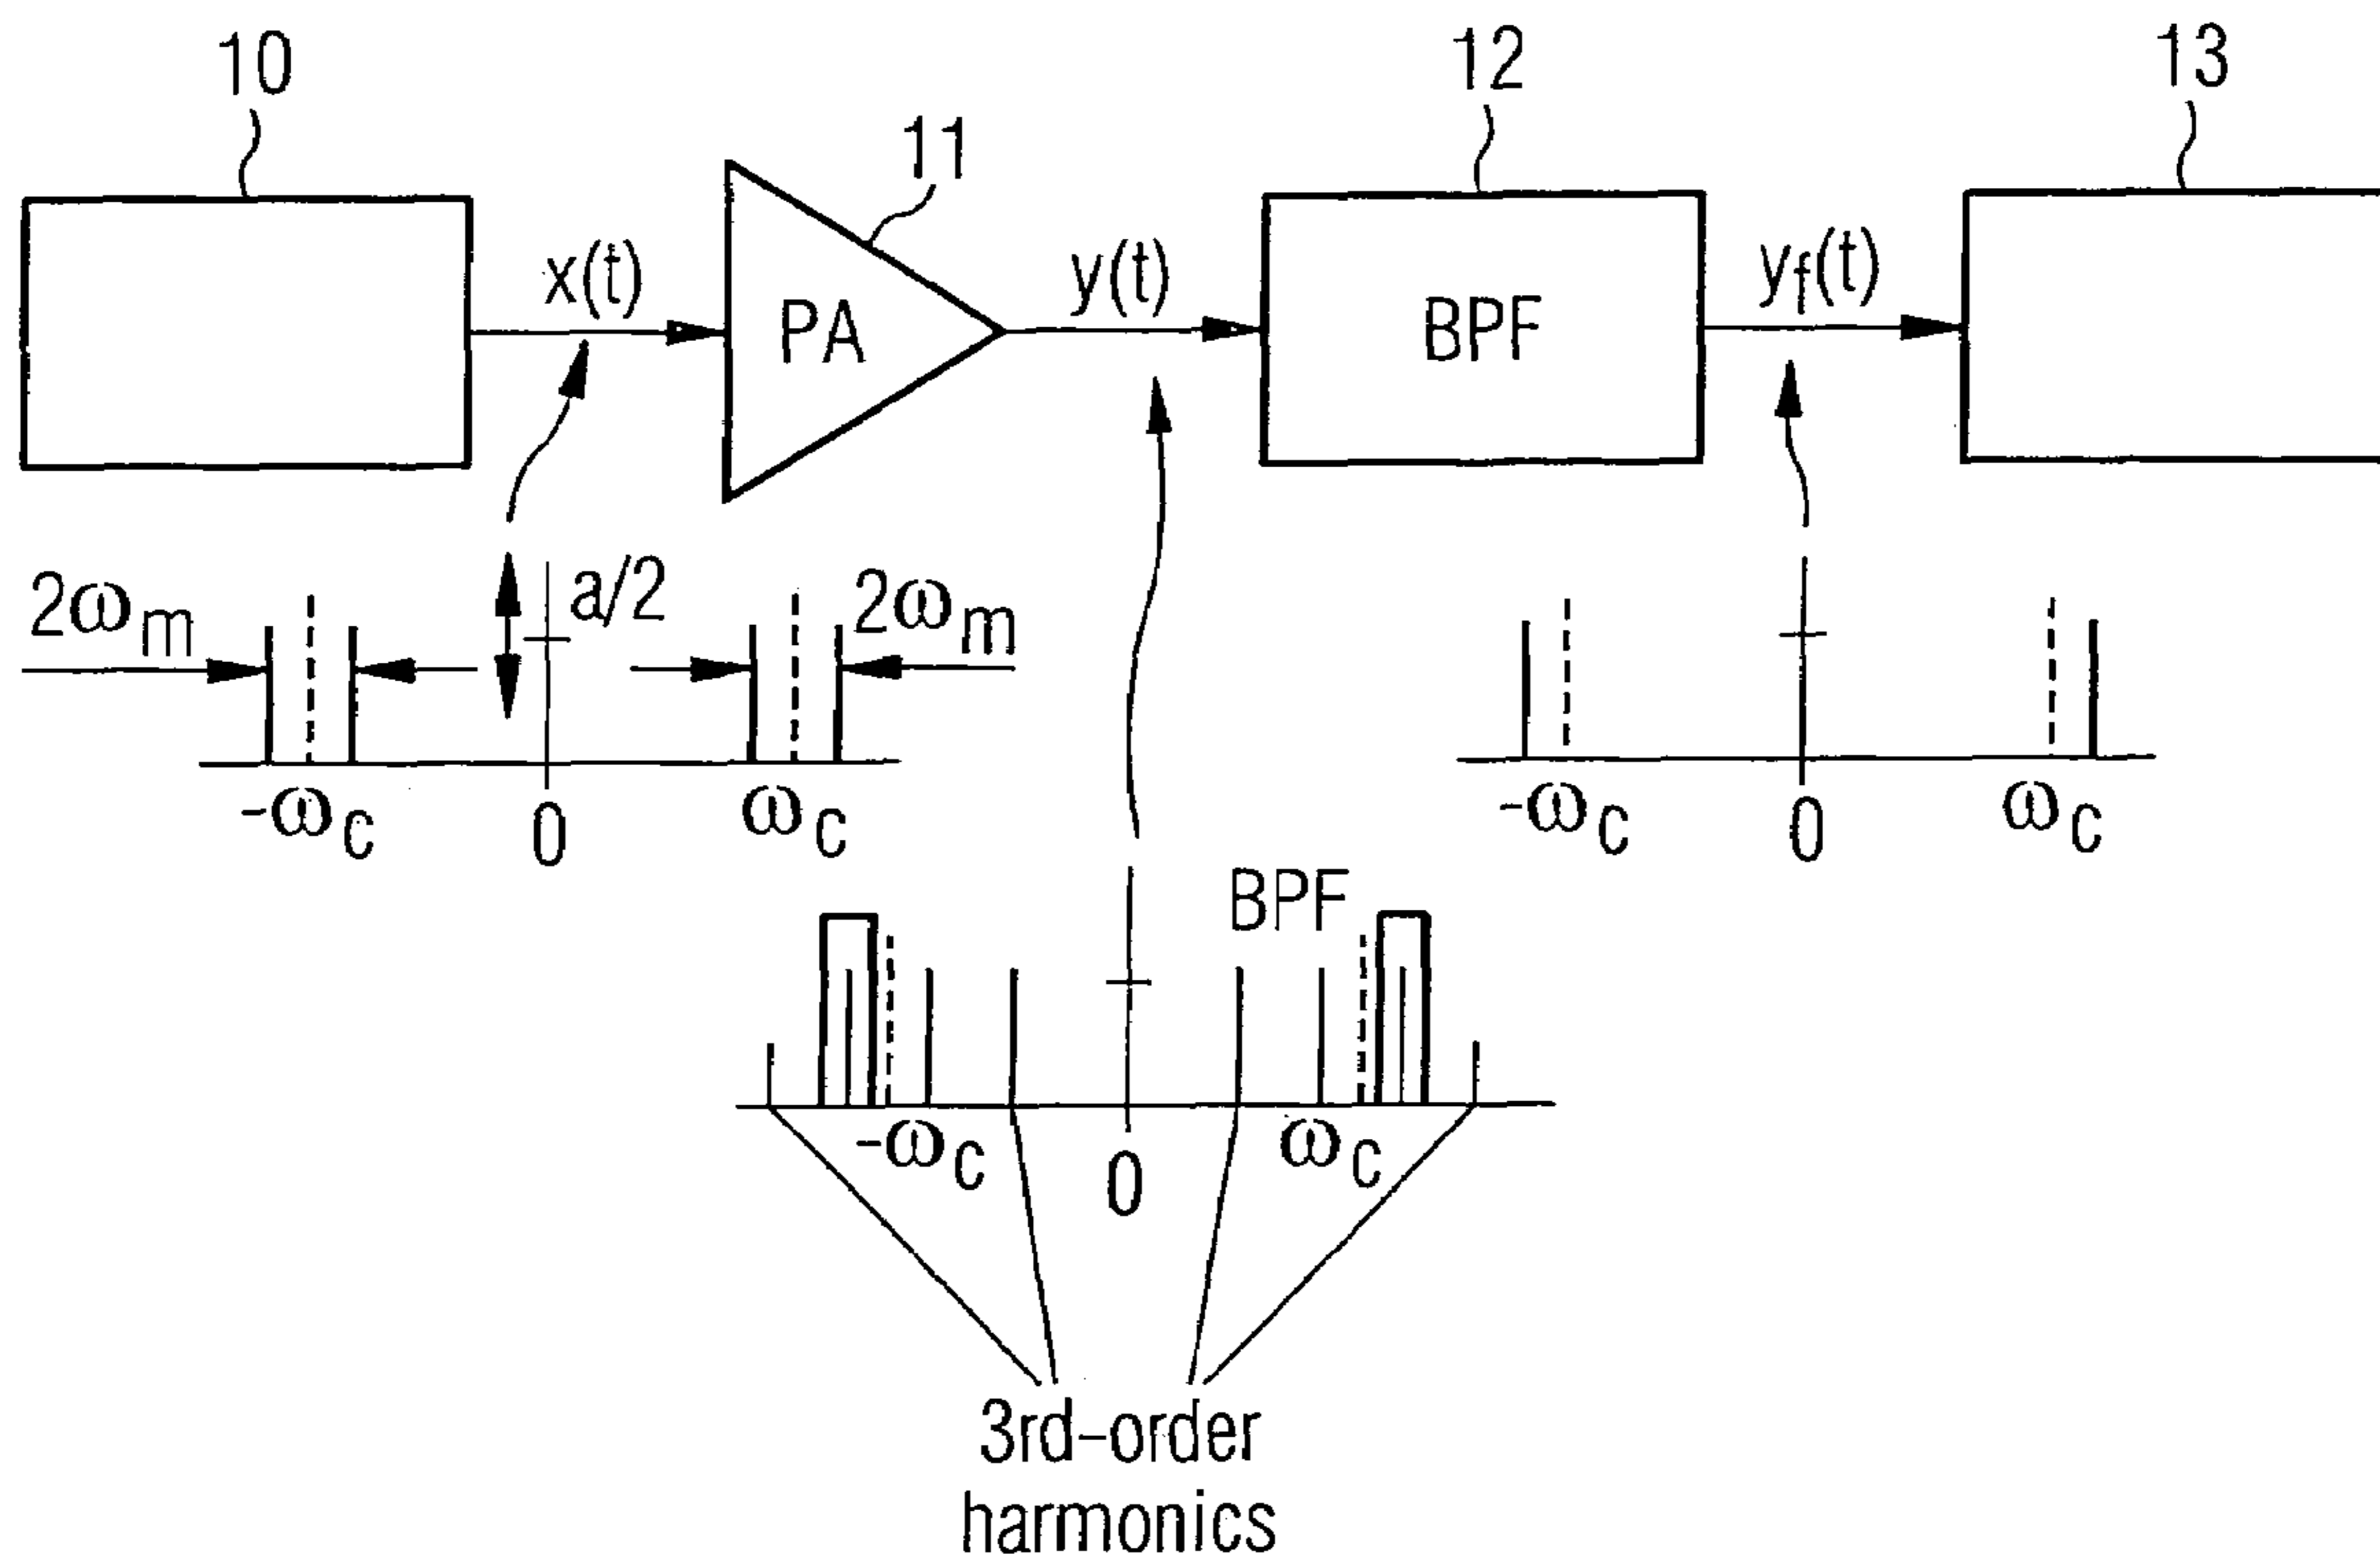 10
11
12
13
x(t)
PA
y(t)
BPF
yf(t)
2ωm
a/2
2ωm
-ωc
0
ωc
-ωc
0
ωc
BPF
-ωc
0
ωc
3rd-order
harmonics